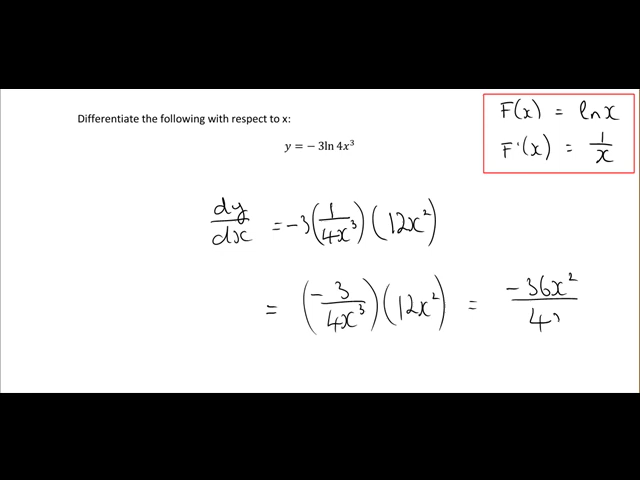 Differentiate the following with respect to x:
y = − 3ln 4x³
F(x) = ln x
F'(x) = 1/x
dy/dx = -3(1/4x³)(12x²)
= (-3/4x³)(12x²) = -36x²/4